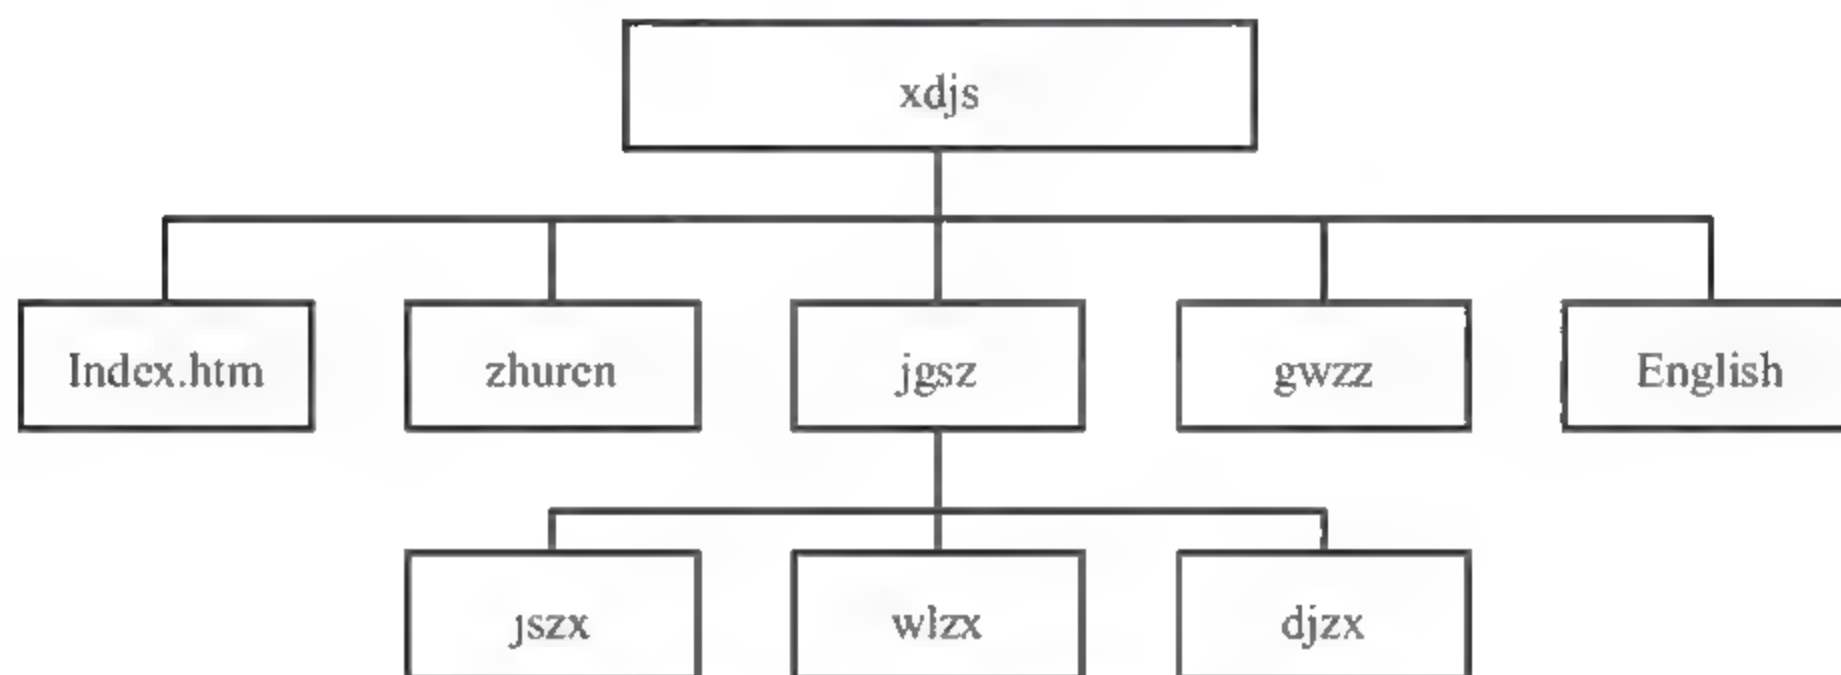 xdjs
Index.htm
zhuren
jgsz
gwzz
English
jszx
wlzx
djzx